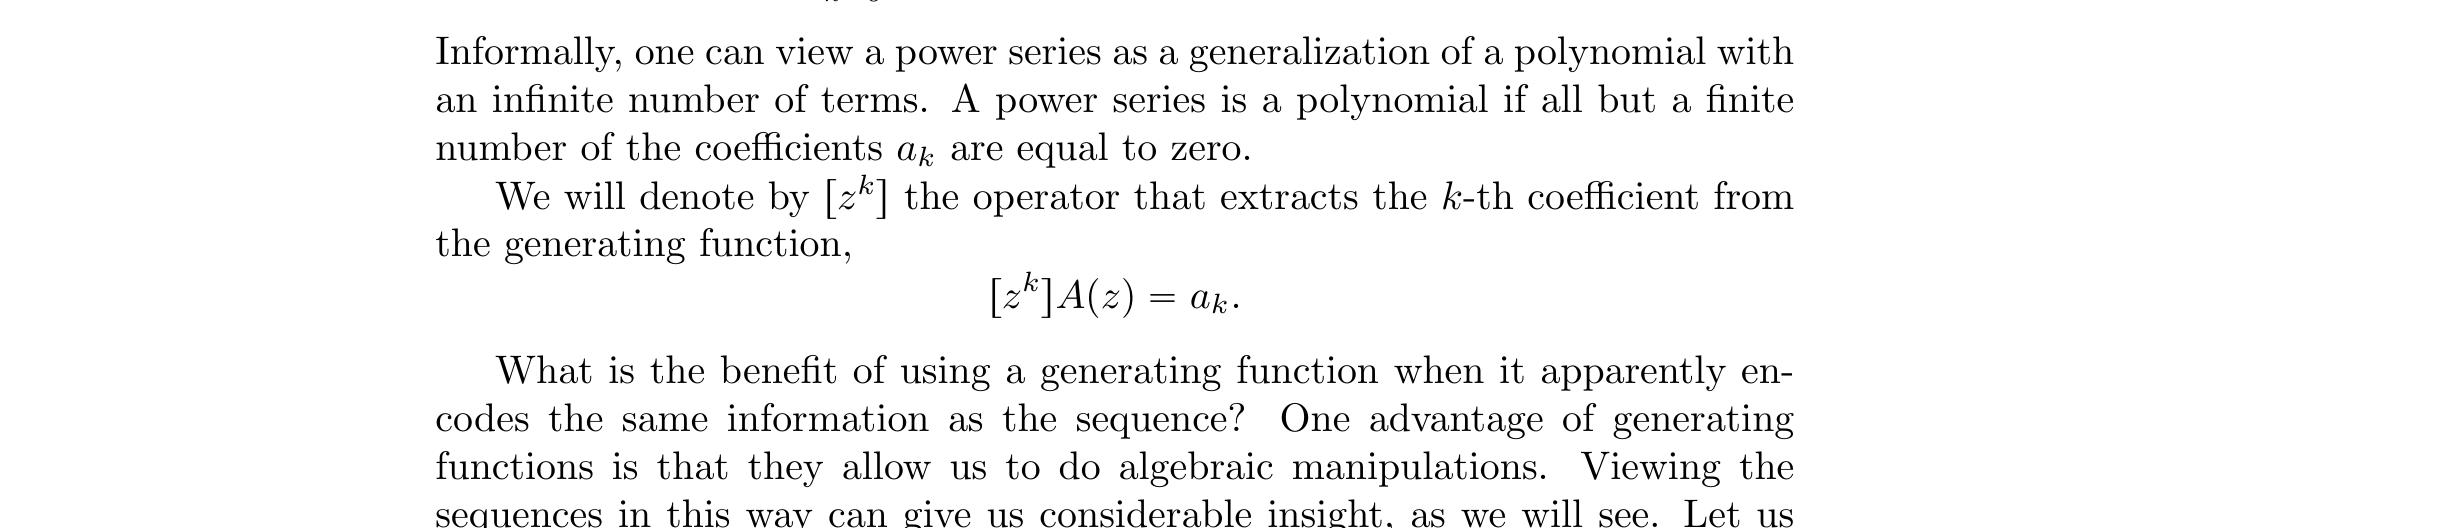 Informally, one can view a power series as a generalization of a polynomial with
an infinite number of terms. A power series is a polynomial if all but a finite
number of the coefficients a_k are equal to zero.
We will denote by [z^k] the operator that extracts the k-th coefficient from
the generating function,
[z^k]A(z) = a_k.
What is the benefit of using a generating function when it apparently en-
codes the same information as the sequence? One advantage of generating
functions is that they allow us to do algebraic manipulations. Viewing the
sequences in this way can give us considerable insight, as we will see. Let us